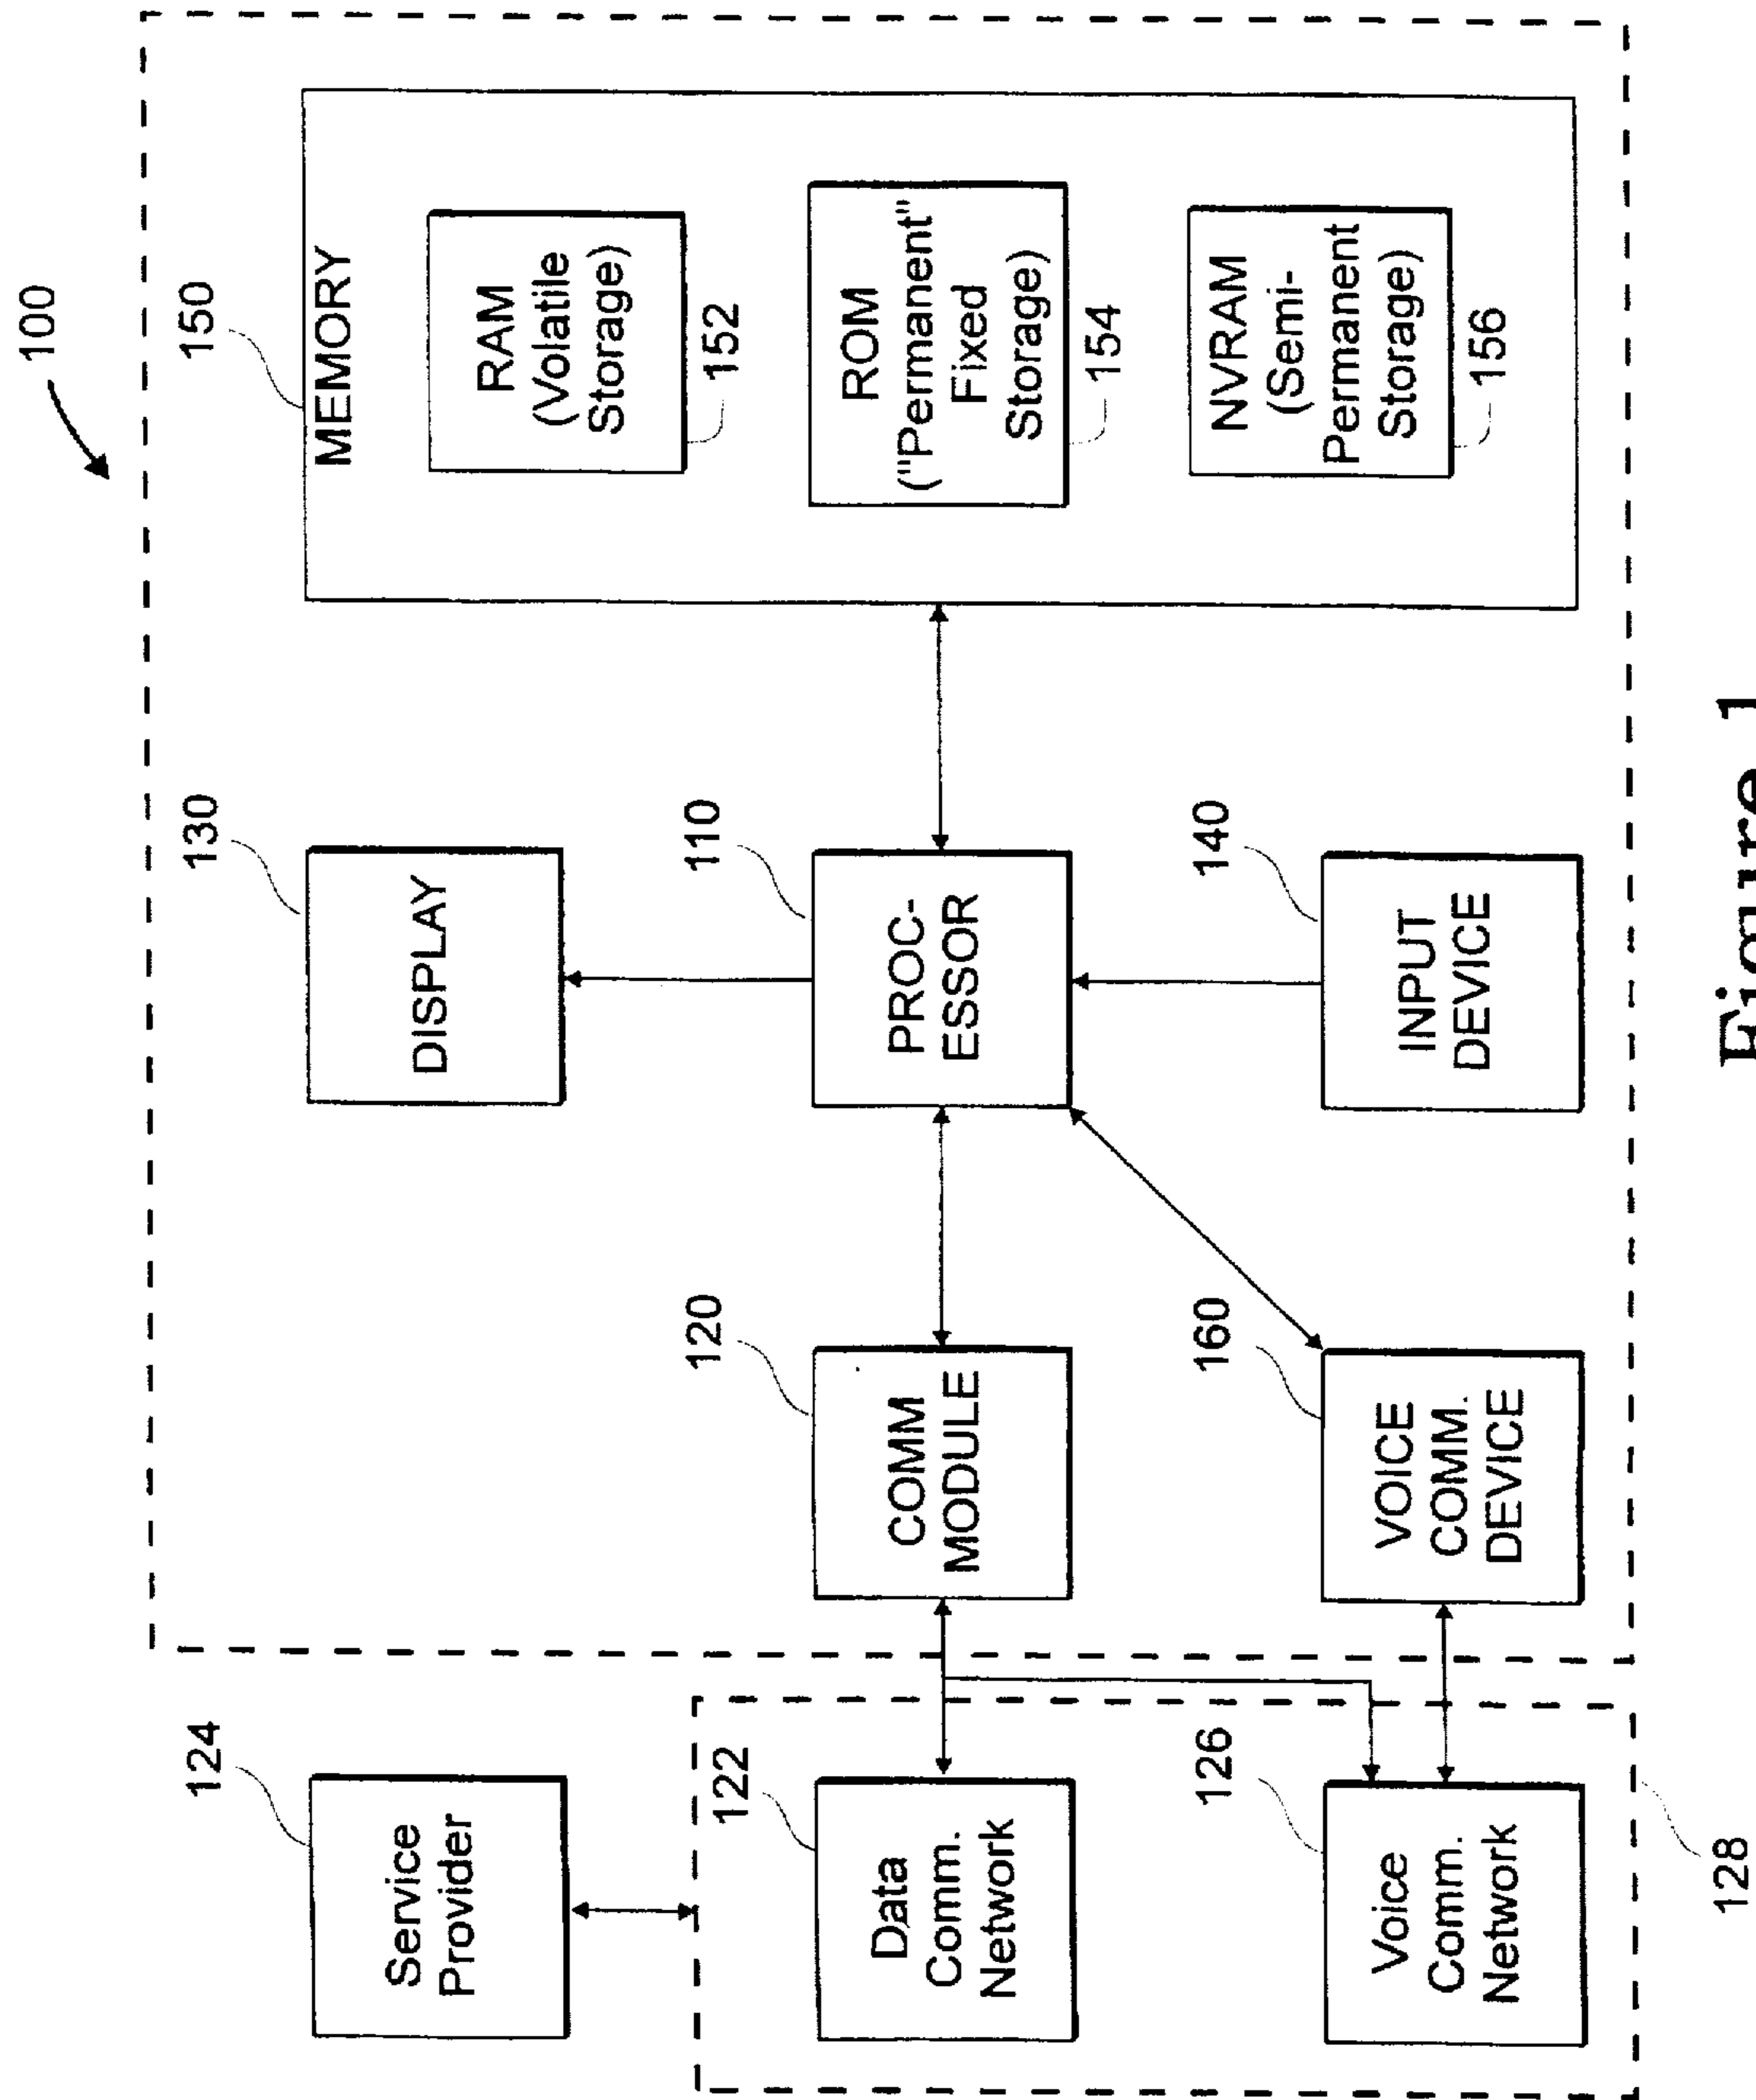 100
150
MEMORY
RAM
(Volatile
Storage)
152
ROM
("Permanent"
Fixed
Storage)
154
NVRAM
(Semi-
Permanent
Storage)
156
130
DISPLAY
110
PROC-
ESSOR
140
INPUT
DEVICE
120
COMM
MODULE
160
VOICE
COMM.
DEVICE
124
Service
Provider
122
Data
Comm.
Network
126
Voice
Comm.
Network
128
Figure 1